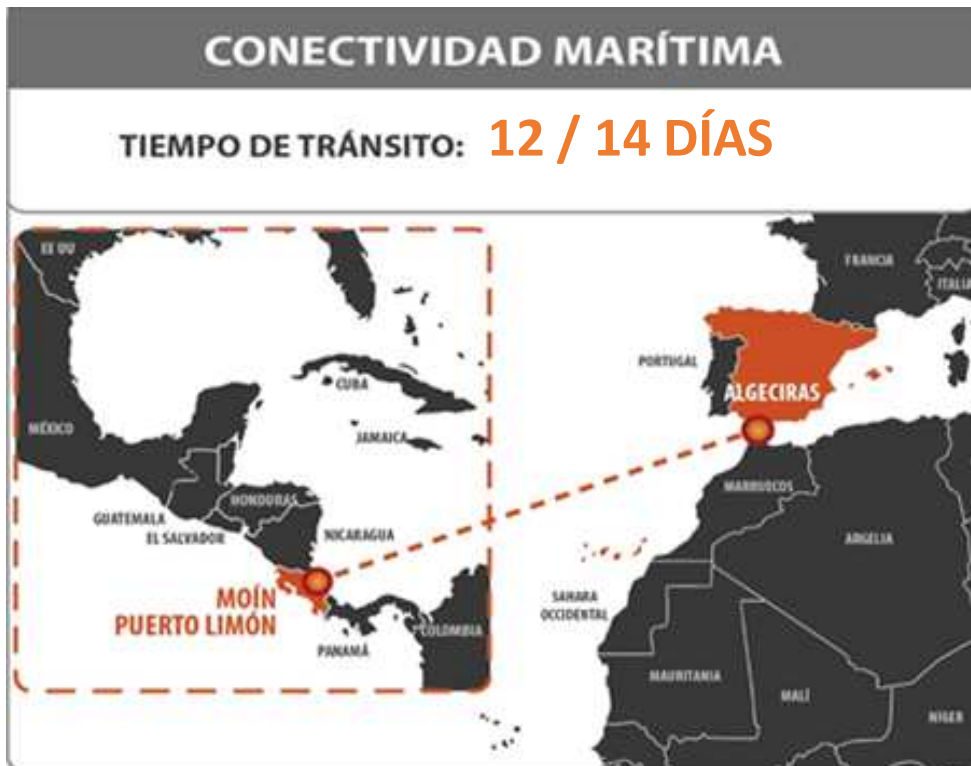 CONECTIVIDAD MARÍTIMA
TIEMPO DE TRÁNSITO: 12 / 14 DÍAS
EE UU
FRANCIA
ITALIA
PORTUGAL
CUBA
ALGECIRAS
MÉXICO
JAMAICA
MARRUECOS
HONDURAS
GUATEMALA
EL SALVADOR
NICARAGUA
ARGELIA
MOÍN
PUERTO LIMÓN
SAHARA
OCCIDENTAL
COLOMBIA
PANAMÁ
MAURITANIA
MALÍ
NÍGER